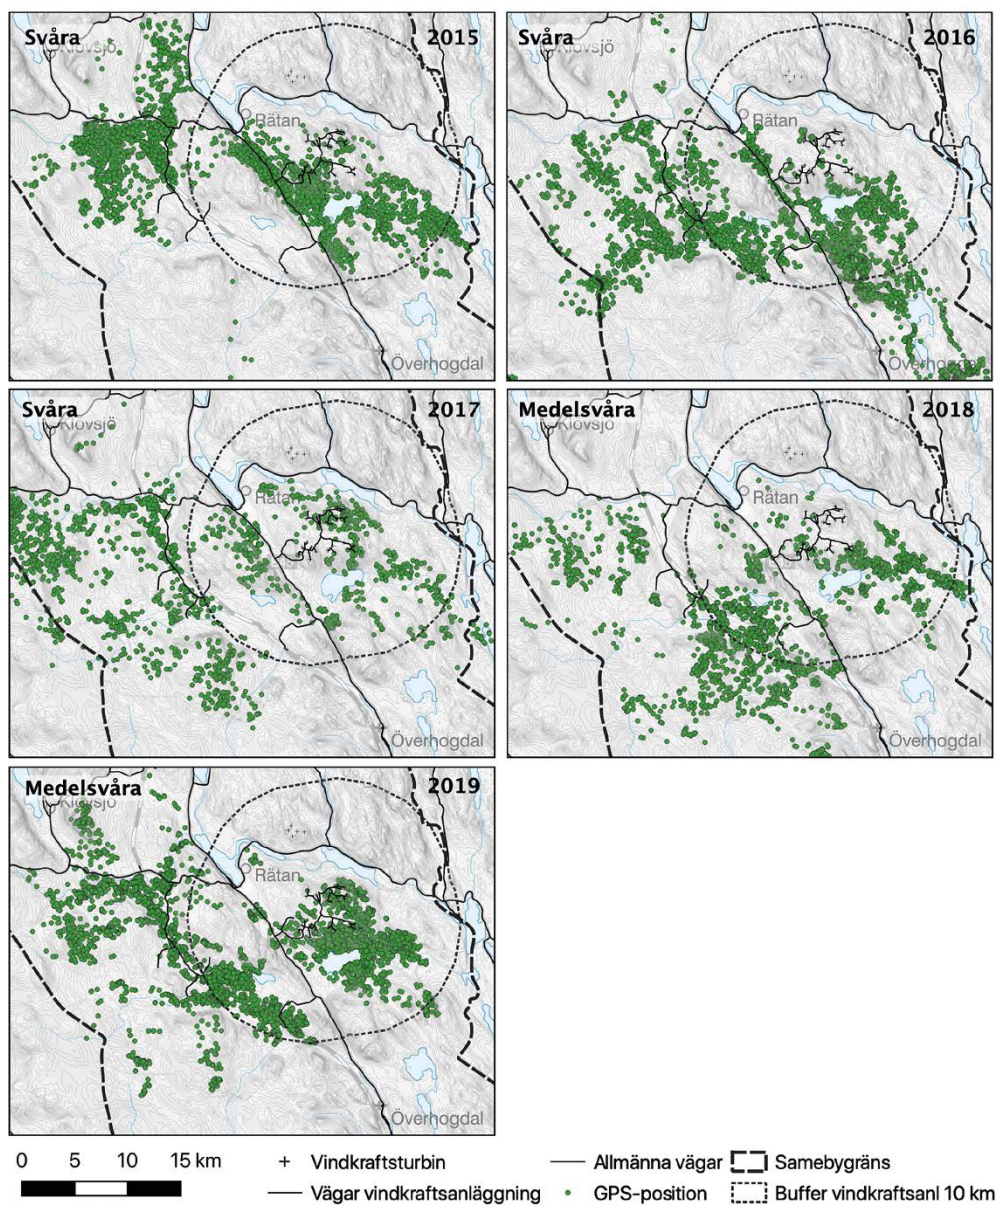 Svåra 2015
Klövsjö
Rätan
Överhogdal
Svåra 2016
Klövsjö
Rätan
Överhogdal
Svåra 2017
Klövsjö
Rätan
Överhogdal
Medelsvåra 2018
Klövsjö
Rätan
Överhogdal
Medelsvåra 2019
Klövsjö
Rätan
Överhogdal
0 5 10 15 km
+ Vindkraftsturbin
Allmänna vägar
Samebygräns
Vägar vindkraftsanläggning
GPS-position
Buffer vindkraftsanl 10 km